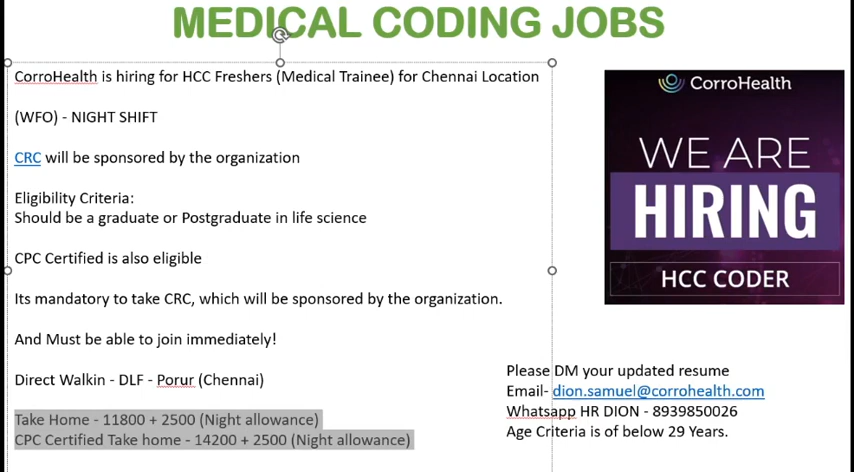 MEDICAL CODING JOBS
CorroHealth is hiring for HCC Freshers (Medical Trainee) for Chennai Location
(WFO) - NIGHT SHIFT
CRC will be sponsored by the organization
Eligibility Criteria:
Should be a graduate or Postgraduate in life science
CPC Certified is also eligible
Its mandatory to take CRC, which will be sponsored by the organization.
And Must be able to join immediately!
Direct Walkin - DLF - Porur (Chennai)
Take Home - 11800 + 2500 (Night allowance)
CPC Certified Take home - 14200 + 2500 (Night allowance)
CorroHealth
WE ARE
HIRING
HCC CODER
Please DM your updated resume
Email- dion.samuel@corrohealth.com
Whatsapp HR DION - 8939850026
Age Criteria is of below 29 Years.